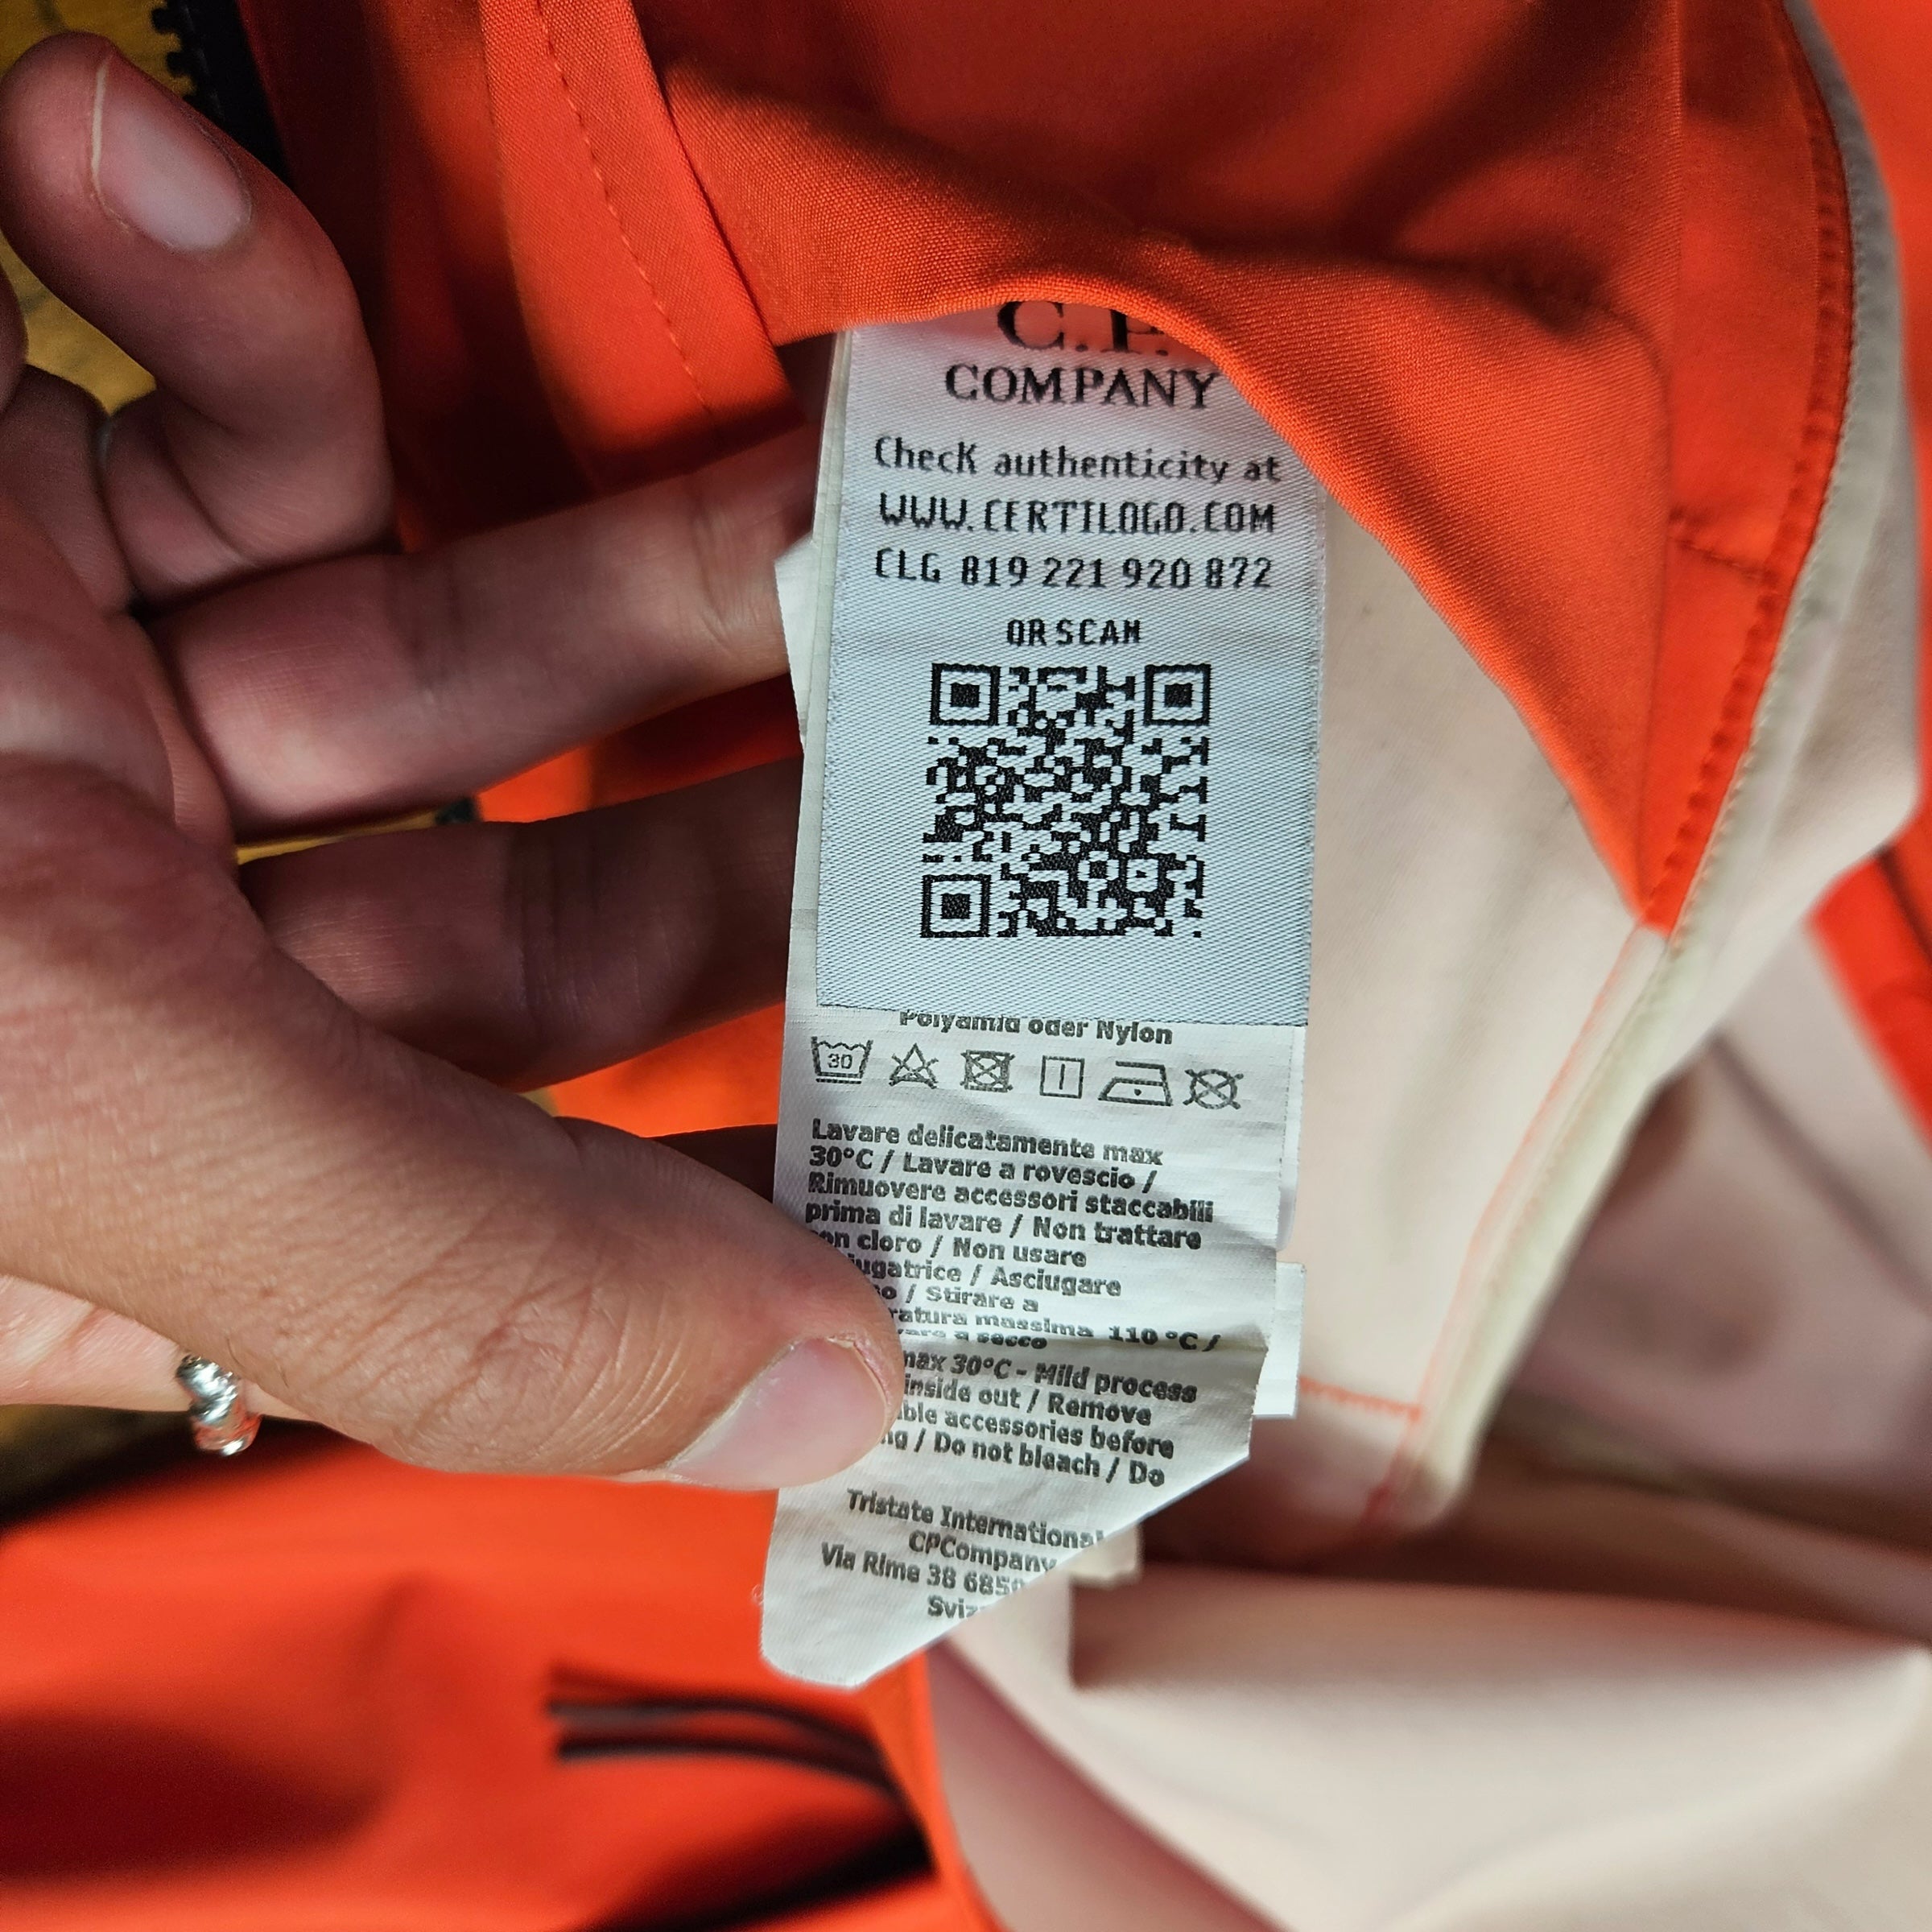 C.P.
COMPANY
Check authenticity at
WWW.CERTILOGO.COM
CLG 819 221 920 872
OR SCAN
Polyamid oder Nylon
30
Lavare delicatamente max
30°C / Lavare a rovescio /
Rimuovere accessori staccabili
prima di lavare / Non trattare
cloro / Non usare
/ Asciugare
/ Stirare a
massima 110 °C /
a secco
max 30°C - Mild process
inside out / Remove
accessories before
/ Do not bleach / Do
Tristate International
CPCompany
Via Rime 38